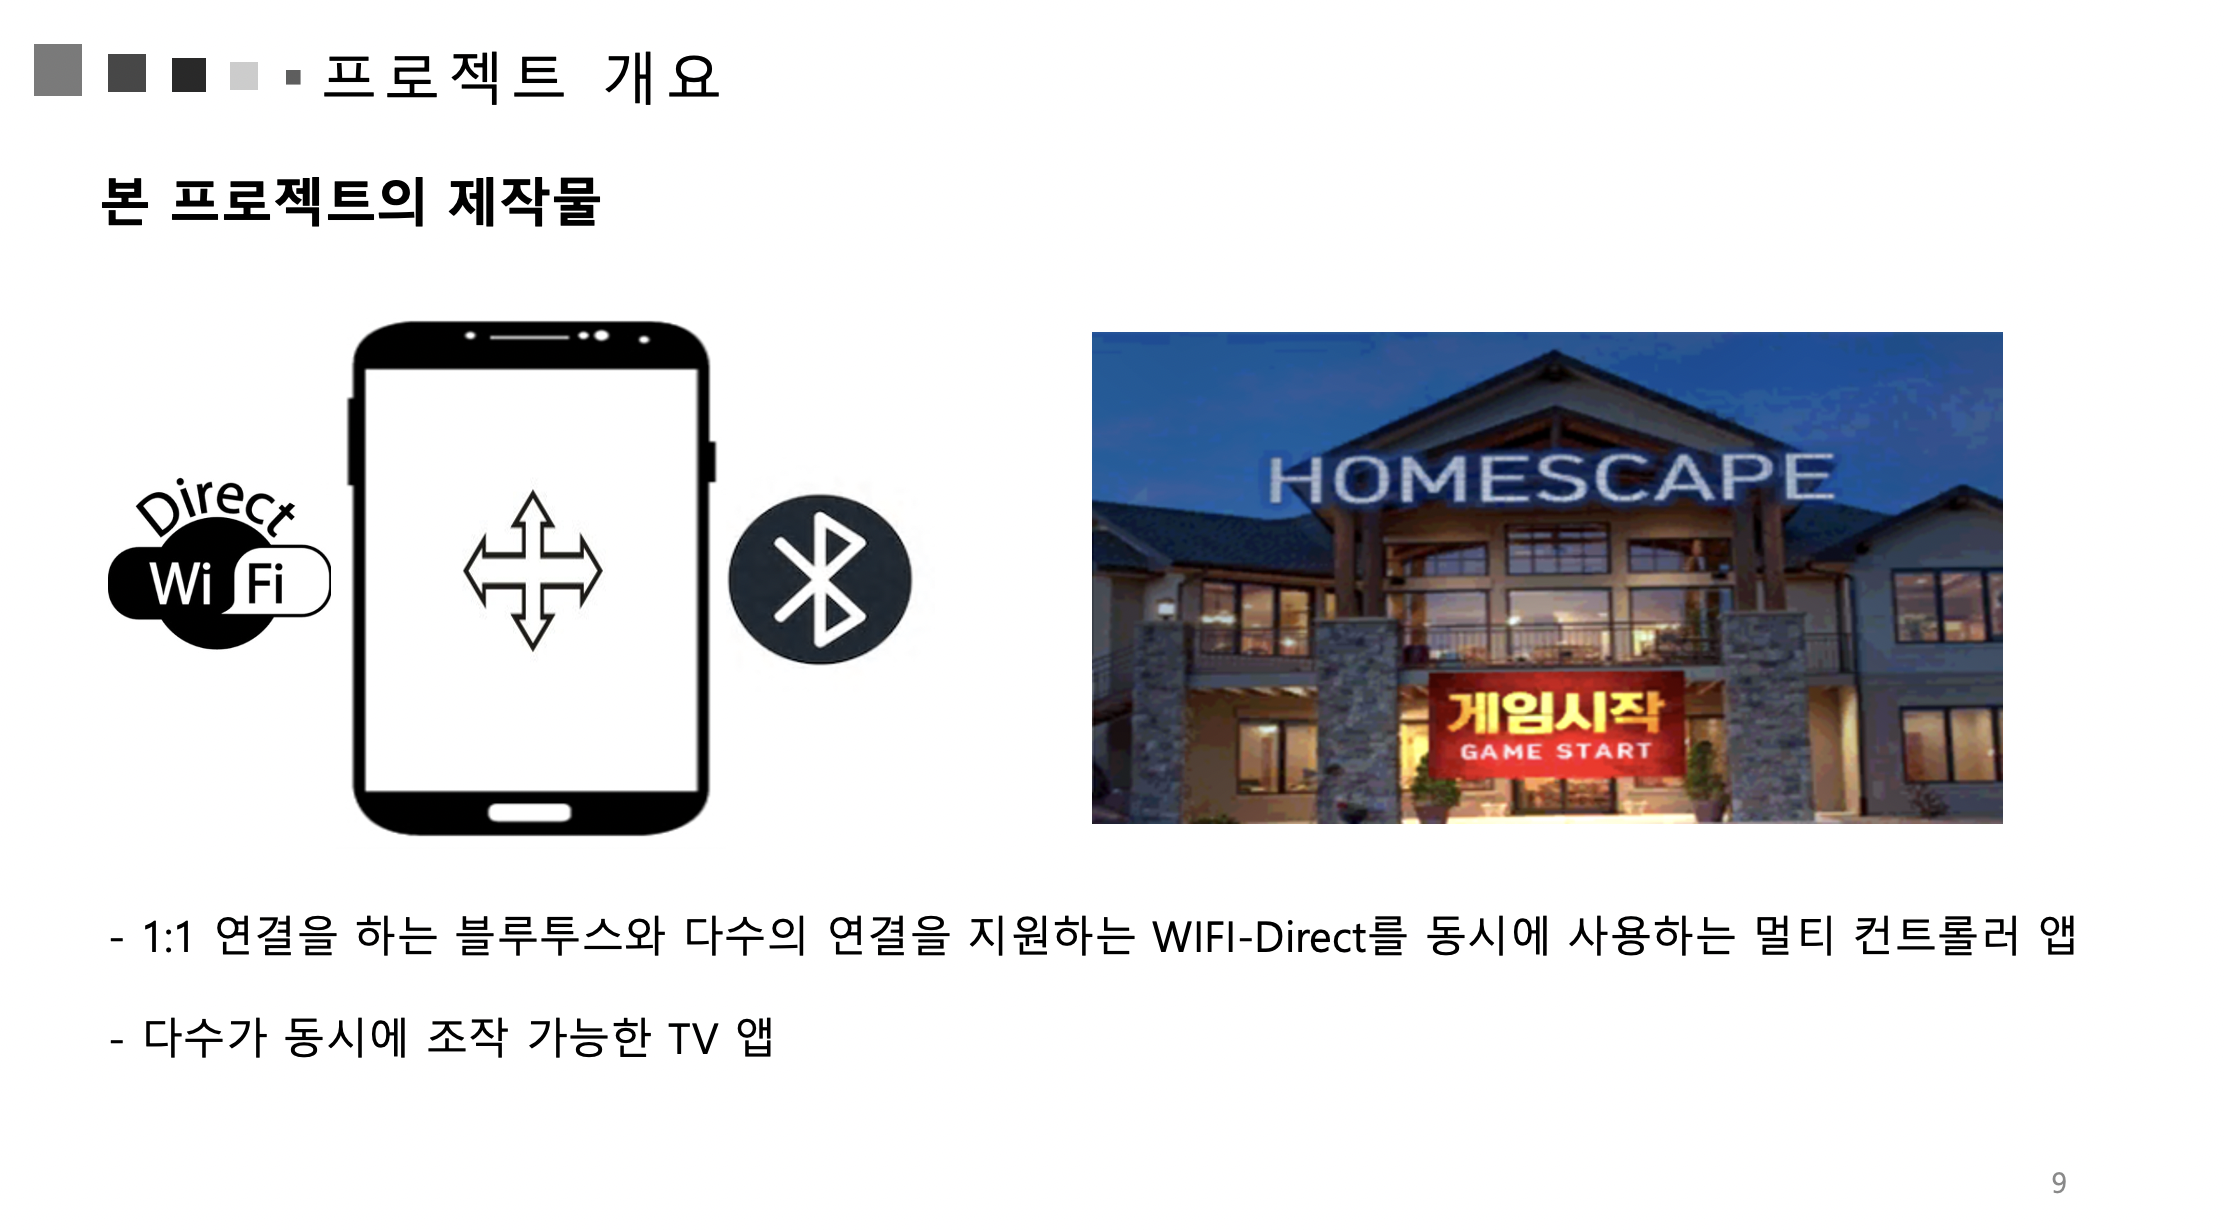 프로젝트 개요
본 프로젝트의 제작물
Direct
Wi Fi
HOMESCAPE
게임시작
GAME START
- 1:1 연결을 하는 블루투스와 다수의 연결을 지원하는 WIFI-Direct를 동시에 사용하는 멀티 컨트롤러 앱
- 다수가 동시에 조작 가능한 TV 앱
9